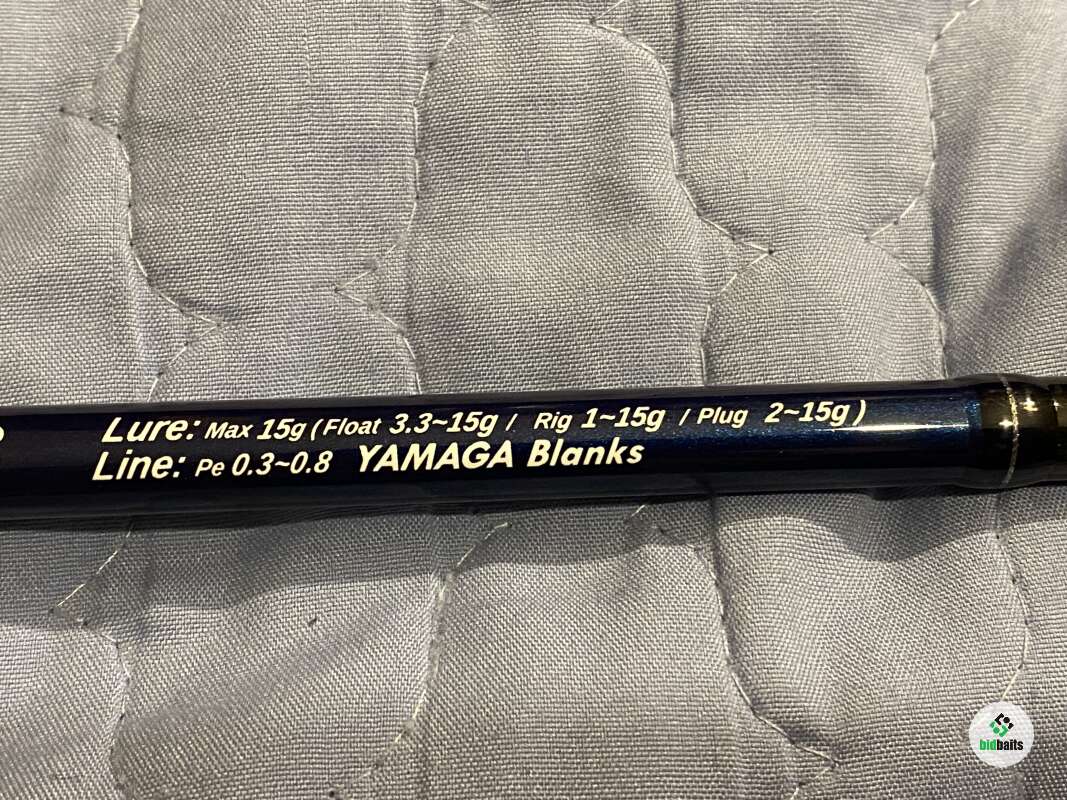 Lure: Max 15g (Float 3.3~15g / Rig 1~15g / Plug 2~15g)
Line: Pe 0.3~0.8 YAMAGA Blanks
bidbaits